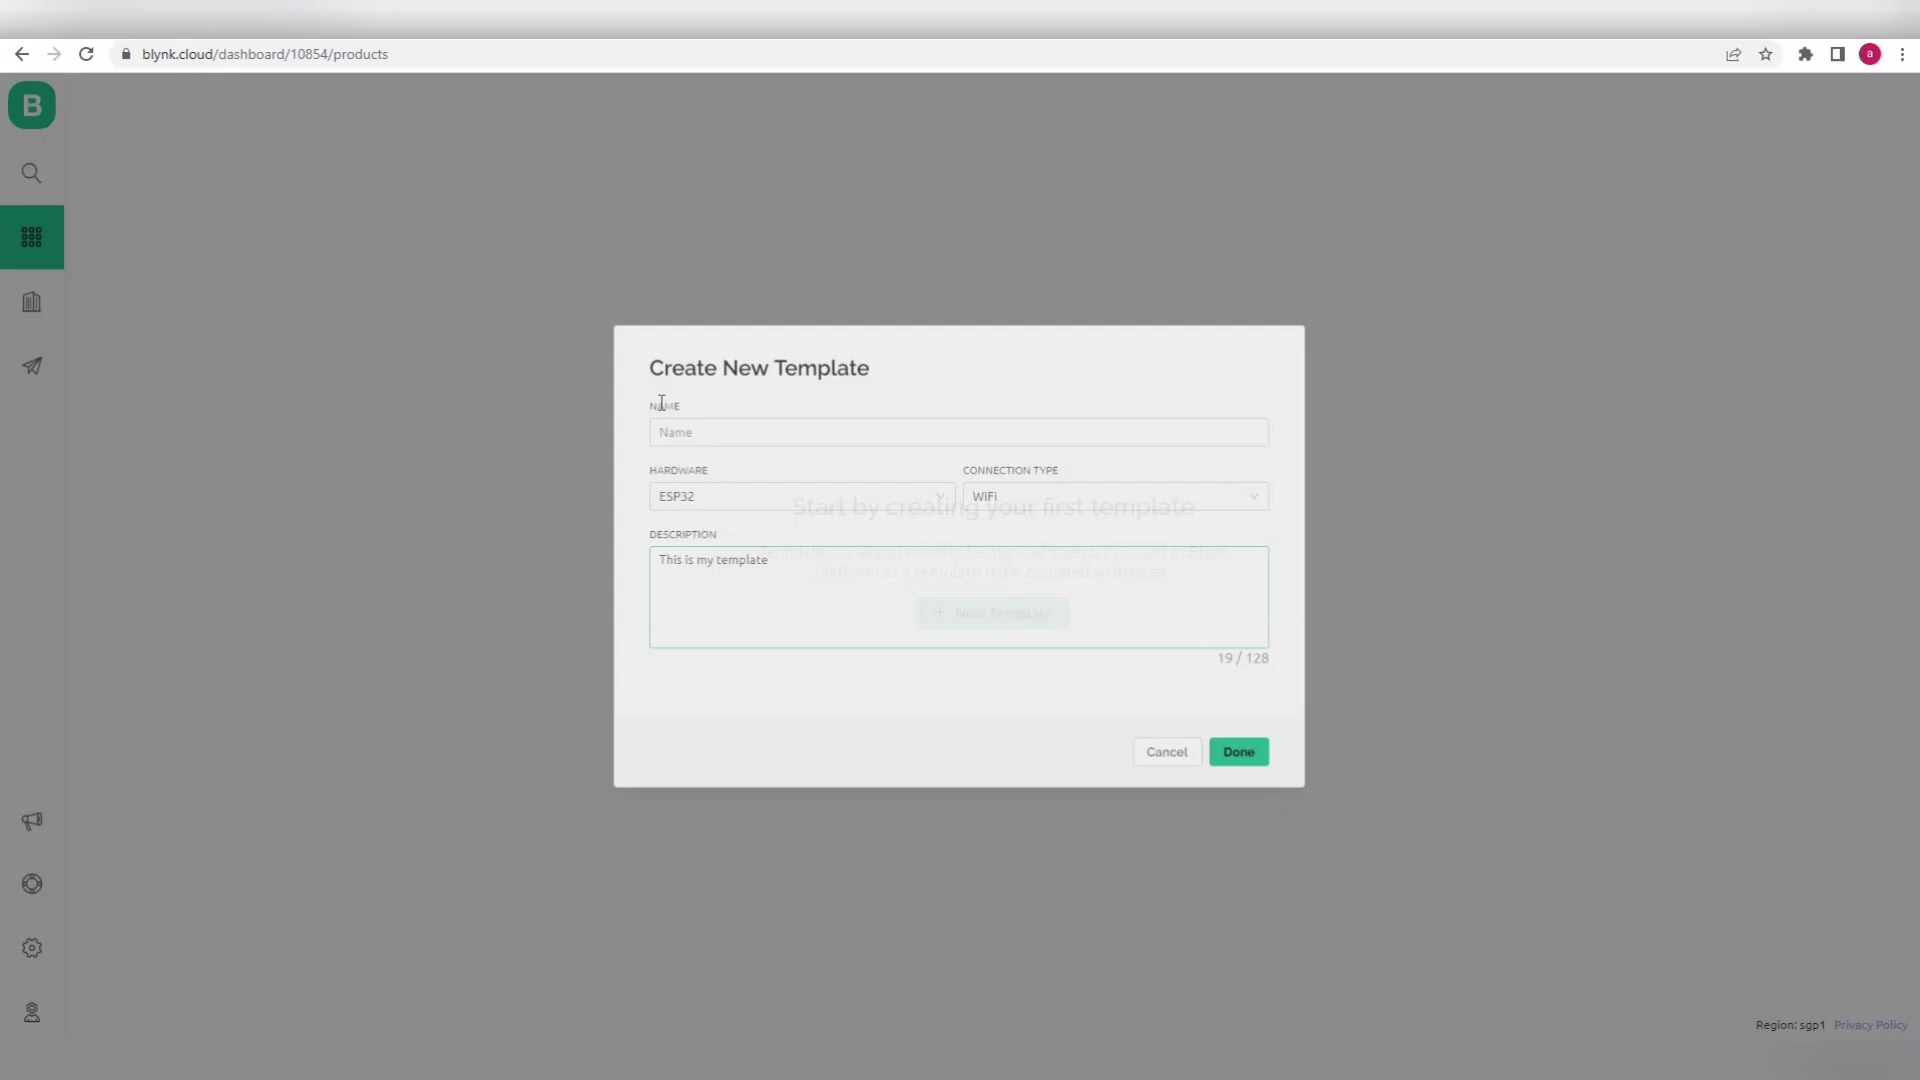 blynk.cloud/dashboard/10854/products
a
B
Create New Template
NAME
Name
HARDWARE
CONNECTION TYPE
ESP32
WiFi
Start by creating your first template
DESCRIPTION
This is my template
+ New Template
19 / 128
Cancel
Done
Region: sgp1 Privacy Policy